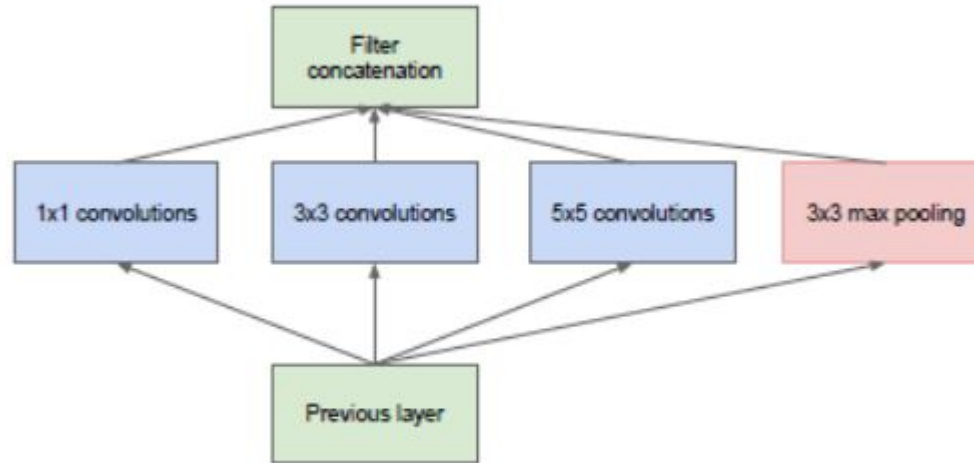 Filter
concatenation
1x1 convolutions
3x3 convolutions
5x5 convolutions
3x3 max pooling
Previous layer